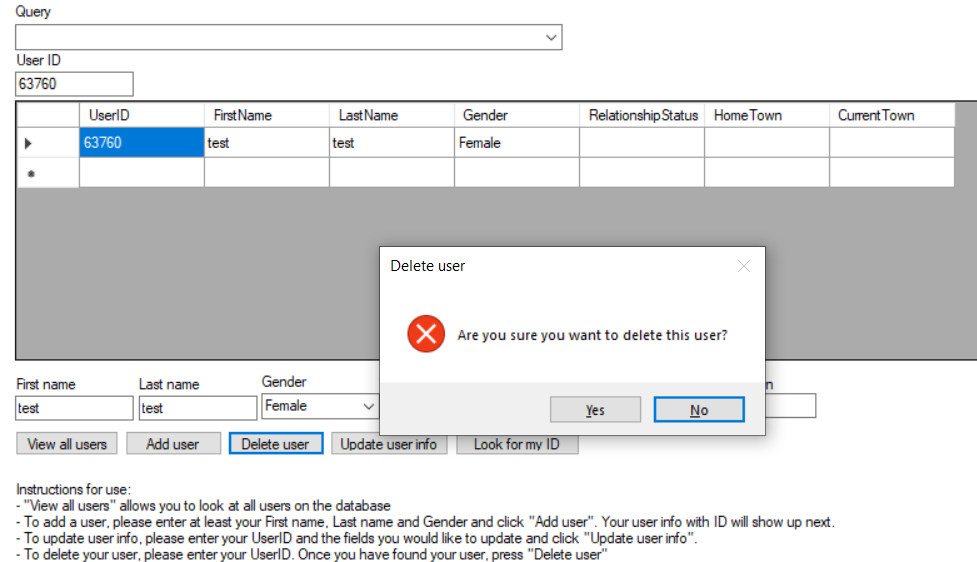 Query
User ID
63760
UserID FirstName LastName Gender RelationshipStatus HomeTown CurrentTown
63760 test test Female
Delete user
Are you sure you want to delete this user?
Yes No
First name Last name Gender
test test Female
View all users Add user Delete user Update user info Look for my ID
Instructions for use:
- "View all users" allows you to look at all users on the database
- To add a user, please enter at least your First name, Last name and Gender and click "Add user". Your user info with ID will show up next.
- To update user info, please enter your UserID and the fields you would like to update and click "Update user info".
- To delete your user, please enter your UserID. Once you have found your user, press "Delete user"